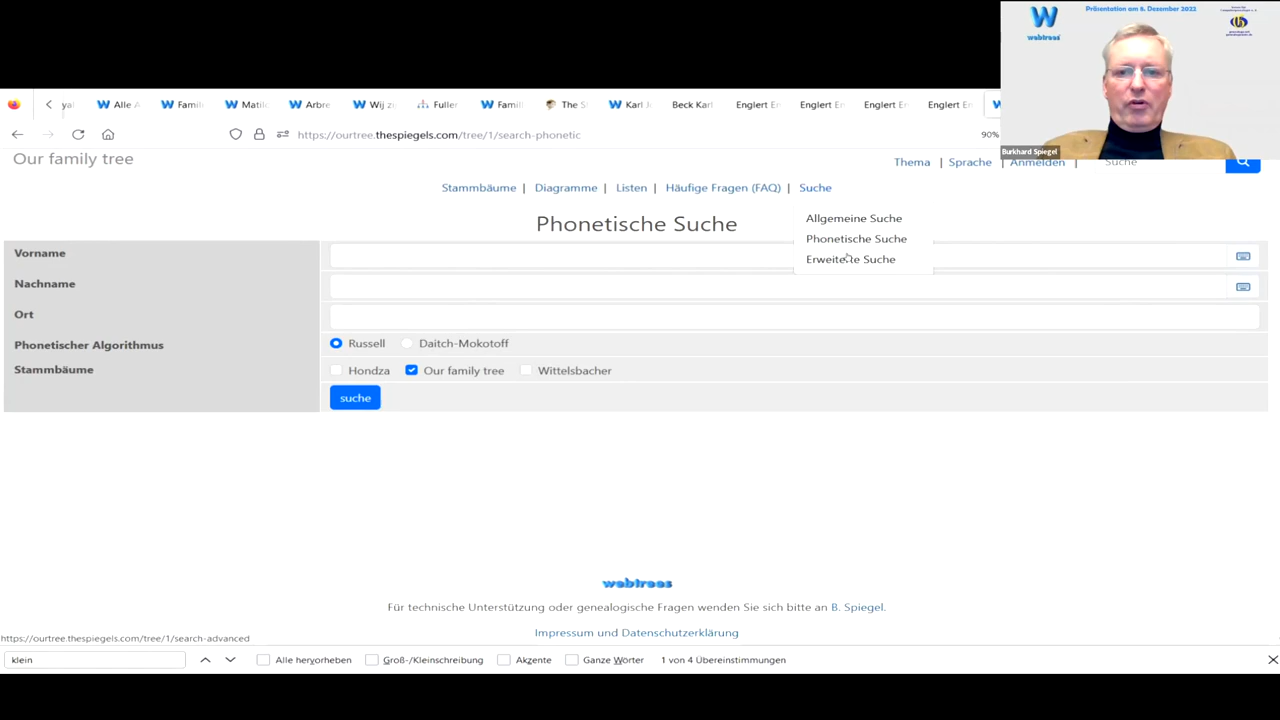 Präsentation am 8. Dezember 2022
webtrees
Burkhard Spiegel
Alle
Famil
Matil
Arbre
Wij z
Fuller
Famil
The S
Karl J
Beck Karl
Englert E
Englert E
Englert E
Englert E
https://ourtree.thespiegels.com/tree/1/search-phonetic
90%
Our family tree
Thema | Sprache | Anmelden | Suche
Stammbäume | Diagramme | Listen | Häufige Fragen (FAQ) | Suche
Allgemeine Suche
Phonetische Suche
Erweiterte Suche
Phonetische Suche
Vorname
Nachname
Ort
Phonetischer Algorithmus Russell Daitch-Mokotoff
Stammbäume Hondza Our family tree Wittelsbacher
suche
webtrees
Für technische Unterstützung oder genealogische Fragen wenden Sie sich bitte an B. Spiegel.
https://ourtree.thespiegels.com/tree/1/search-advanced
Impressum und Datenschutzerklärung
klein Alle hervorheben Groß-/Kleinschreibung Akzente Ganze Wörter 1 von 4 Übereinstimmungen